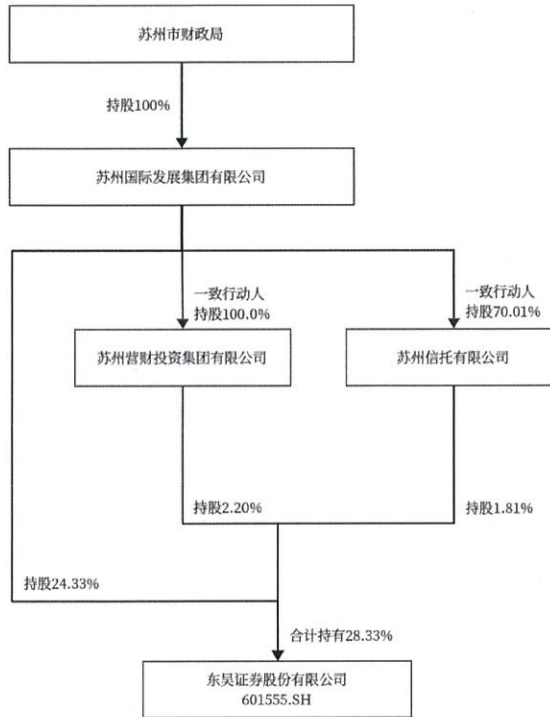 苏州市财政局
持股100%
苏州国际发展集团有限公司
一致行动人
持股100.0%
一致行动人
持股70.01%
苏州营财投资集团有限公司
苏州信托有限公司
持股2.20%
持股1.81%
持股24.33%
合计持有28.33%
东吴证券股份有限公司
601555.SH